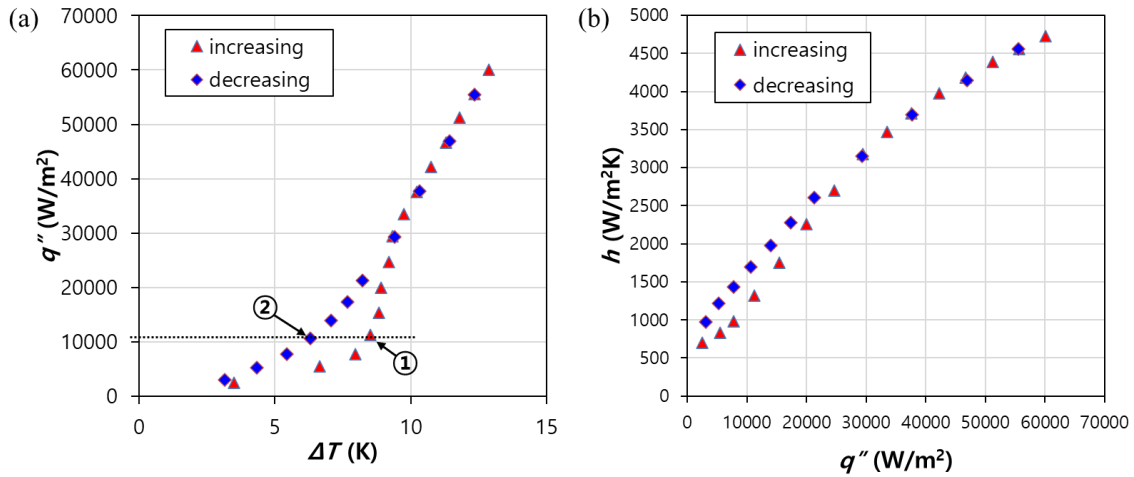 (a)
70000
60000
50000
40000
30000
20000
10000
0
q″ (W/m²)
increasing
decreasing
②
①
0 5 10 15
ΔT (K)
(b)
5000
4500
4000
3500
3000
2500
2000
1500
1000
500
0
h (W/m²K)
increasing
decreasing
0 10000 20000 30000 40000 50000 60000 70000
q″ (W/m²)